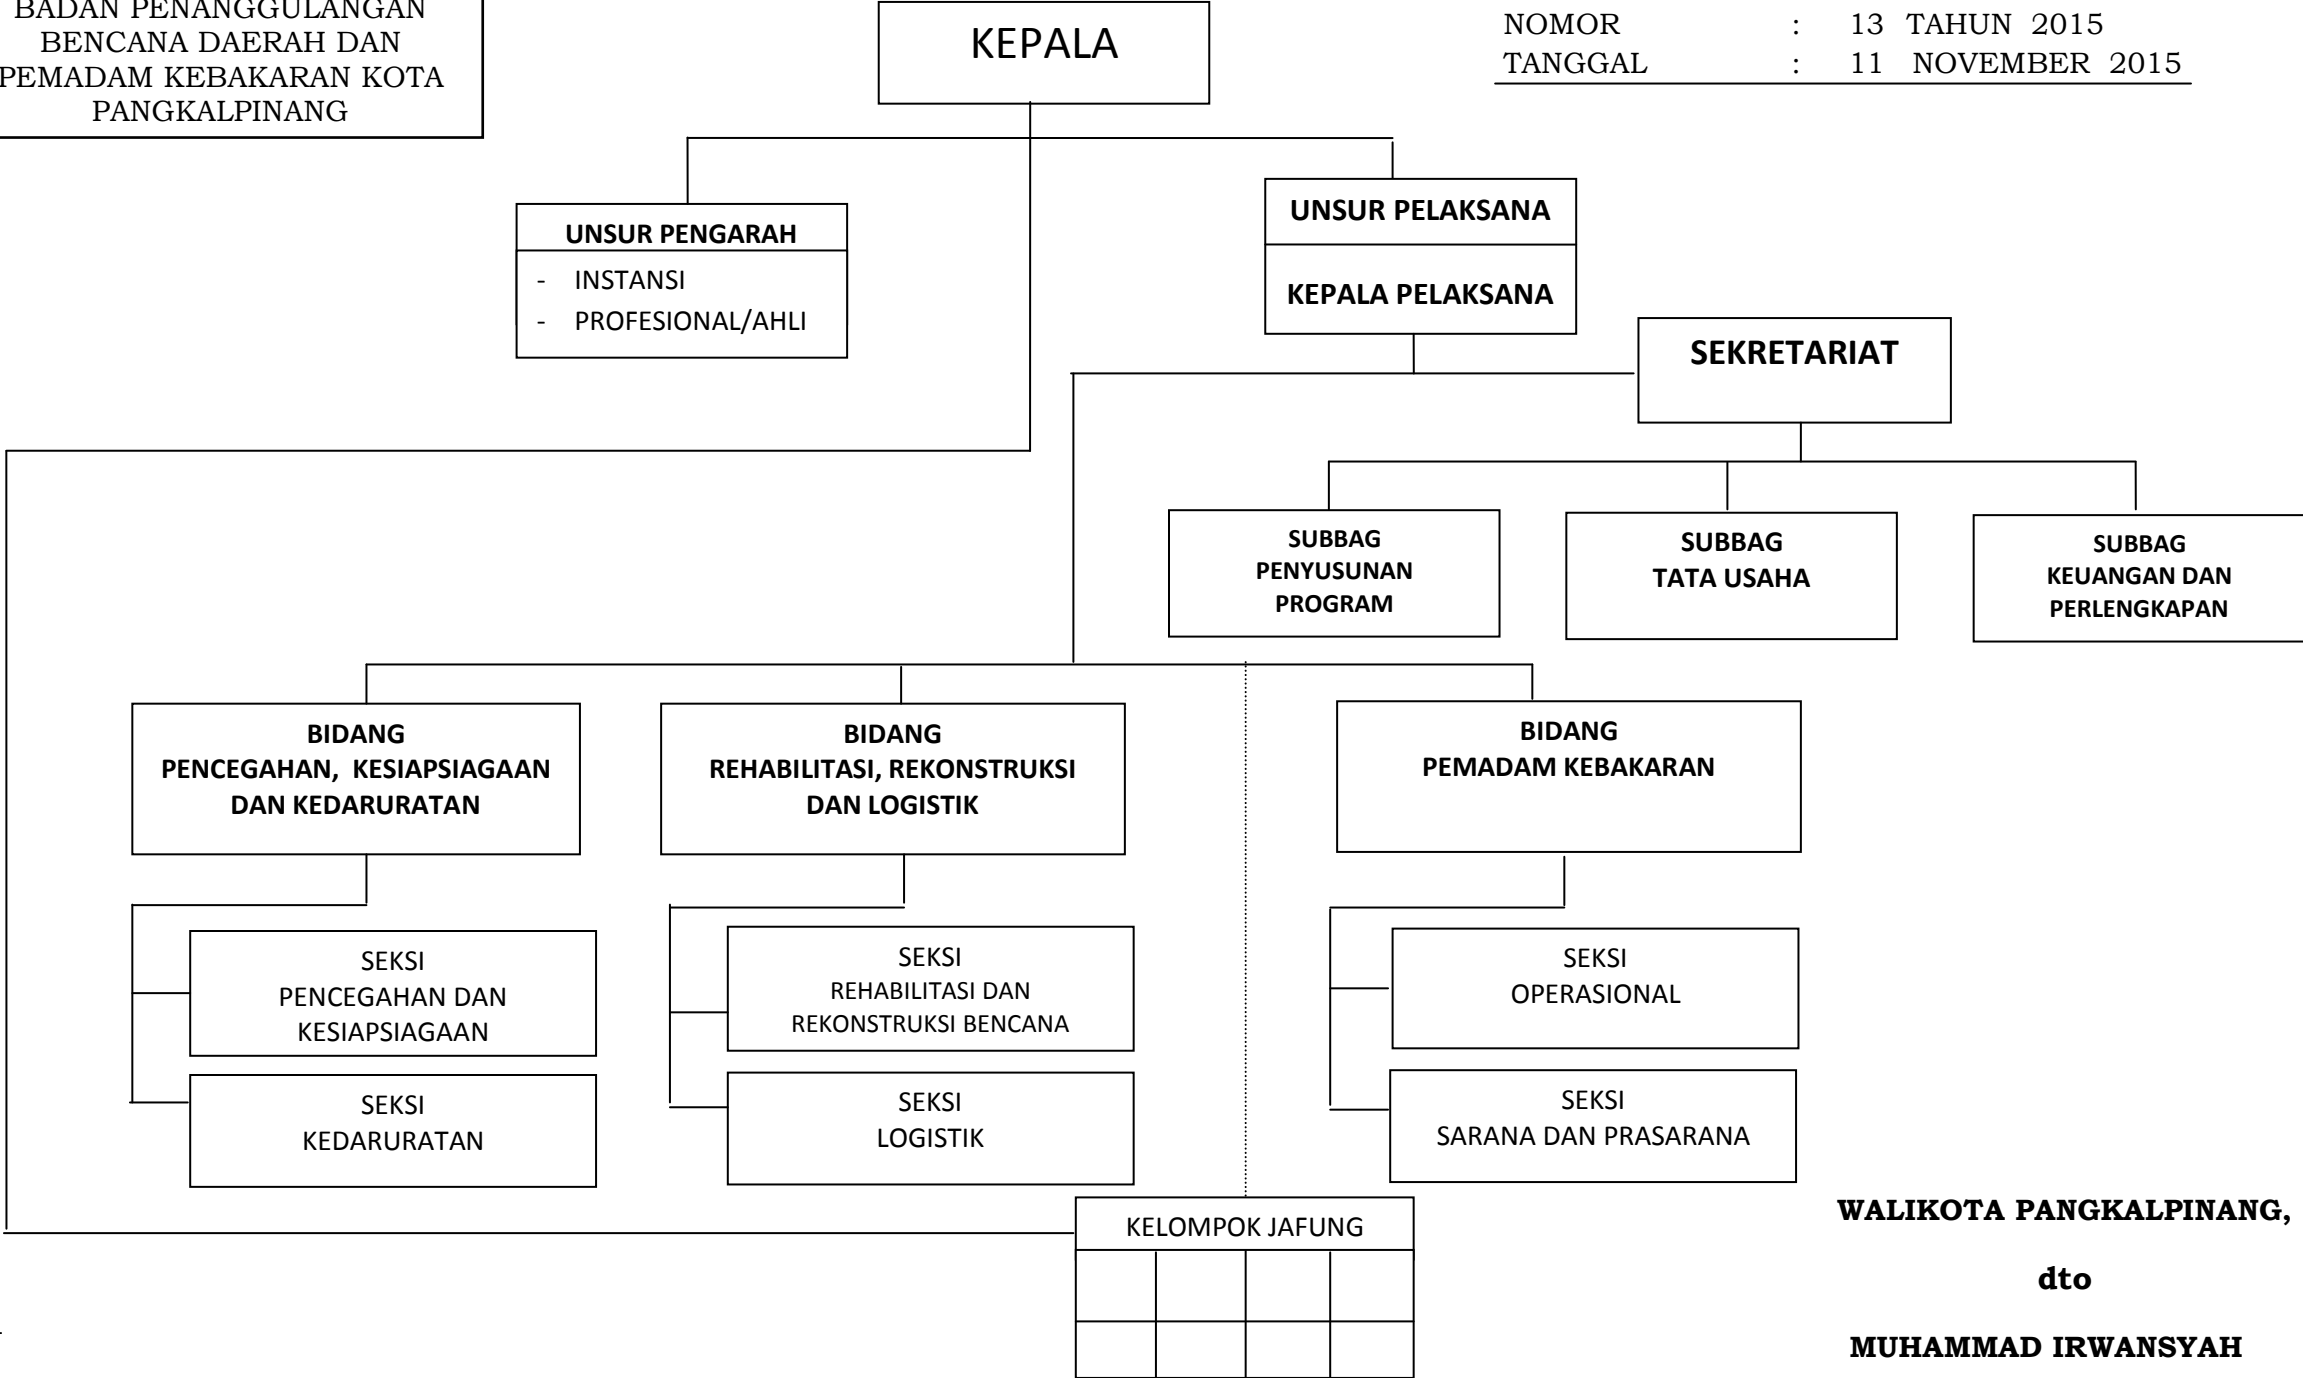 BADAN PENANGGULANGAN
BENCANA DAERAH DAN
PEMADAM KEBAKARAN KOTA
PANGKALPINANG
KEPALA
NOMOR : 13 TAHUN 2015
TANGGAL : 11 NOVEMBER 2015
UNSUR PENGARAH
- INSTANSI
- PROFESIONAL/AHLI
UNSUR PELAKSANA
KEPALA PELAKSANA
SEKRETARIAT
SUBBAG
PENYUSUNAN
PROGRAM
SUBBAG
TATA USAHA
SUBBAG
KEUANGAN DAN
PERLENGKAPAN
BIDANG
PENCEGAHAN, KESIAPSIAGAAN
DAN KEDARURATAN
BIDANG
REHABILITASI, REKONSTRUKSI
DAN LOGISTIK
BIDANG
PEMADAM KEBAKARAN
SEKSI
PENCEGAHAN DAN
KESIAPSIAGAAN
SEKSI
REHABILITASI DAN
REKONSTRUKSI BENCANA
SEKSI
OPERASIONAL
SEKSI
KEDARURATAN
SEKSI
LOGISTIK
SEKSI
SARANA DAN PRASARANA
KELOMPOK JAFUNG
WALIKOTA PANGKALPINANG,
dto
MUHAMMAD IRWANSYAH